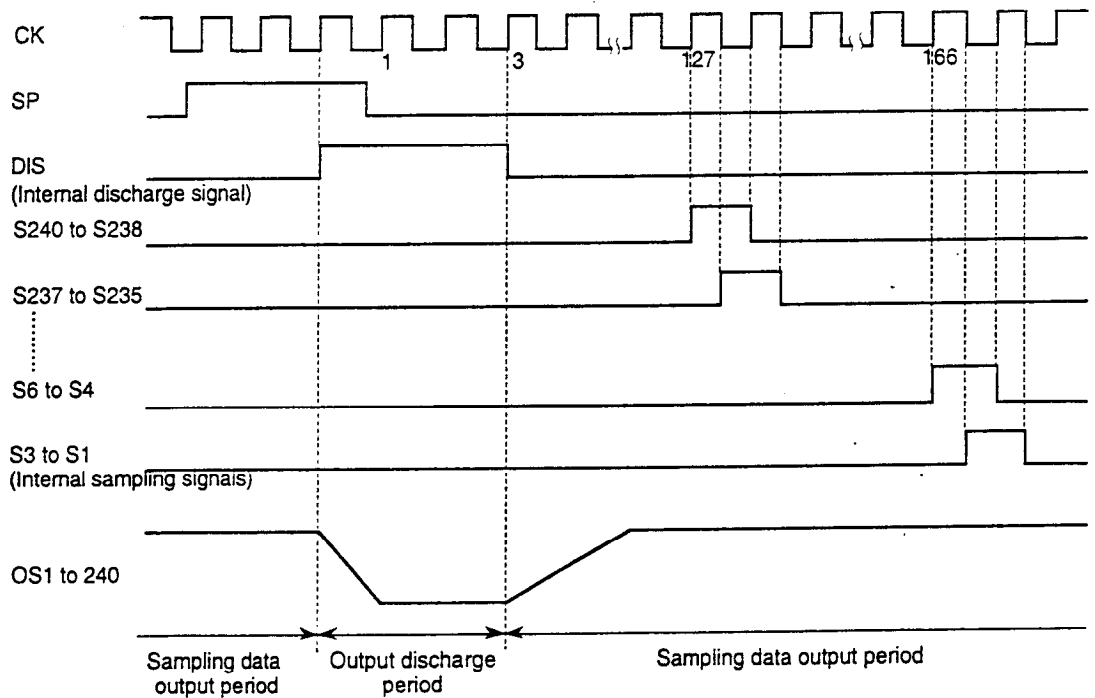 CK
1
3
127
166
SP
DIS
(Internal discharge signal)
S240 to S238
S237 to S235
S6 to S4
S3 to S1
(Internal sampling signals)
OS1 to 240
Sampling data
output period
Output discharge
period
Sampling data output period